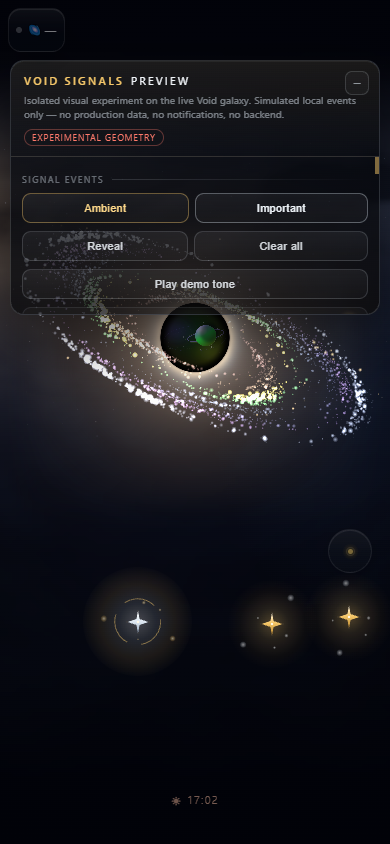 VOID SIGNALS PREVIEW
Isolated visual experiment on the live Void galaxy. Simulated local events
only — no production data, no notifications, no backend.
EXPERIMENTAL GEOMETRY
SIGNAL EVENTS
Ambient
Important
Reveal
Clear all
Play demo tone
17:02